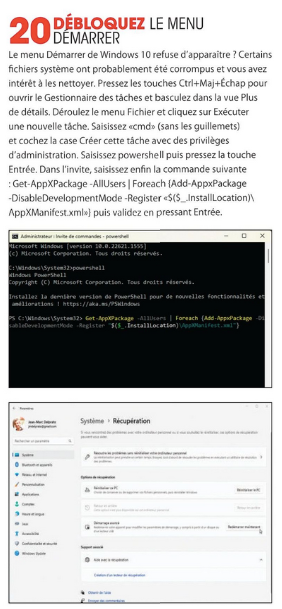 20 DÉBLOQUEZ LE MENU
DÉMARRER
Le menu Démarrer de Windows 10 refuse d'apparaître ? Certains
fichiers système ont probablement été corrompus et vous avez
intérêt à les nettoyer. Pressez les touches Ctrl+Maj+Échap pour
ouvrir le Gestionnaire des tâches et basculez dans la vue Plus
de détails. Déroulez le menu Fichier et cliquez sur Exécuter
une nouvelle tâche. Saisissez «cmd» (sans les guillemets)
et cochez la case Créer cette tâche avec des privilèges
d'administration. Saisissez powershell puis pressez la touche
Entrée. Dans l'invite, saisissez enfin la commande suivante
: Get-AppXPackage -AllUsers | Foreach {Add-AppxPackage
-DisableDevelopmentMode -Register «$($_.InstallLocation)\
AppXManifest.xml»} puis validez en pressant Entrée.
Administrateur : Invite de commandes - powershell
Microsoft Windows [version 10.0.22621.1555]
(c) Microsoft Corporation. Tous droits réservés.
C:\Windows\System32>powershell
Windows PowerShell
Copyright (C) Microsoft Corporation. Tous droits réservés.
Installez la dernière version de PowerShell pour de nouvelles fonctionnalités et
améliorations ! https://aka.ms/PSWindows
PS C:\Windows\System32> Get-AppXPackage -AllUsers | Foreach {Add-AppxPackage -Di
sableDevelopmentMode -Register "$($_.InstallLocation)\AppXManifest.xml"}
Paramètres
Système > Récupération
Rechercher un paramètre
Système
Bluetooth et appareils
Réseau et Internet
Personnalisation
Applications
Comptes
Heure et langue
Jeux
Accessibilité
Confidentialité et sécurité
Windows Update
Options de récupération
Réinitialiser ce PC
Réinitialiser le PC
Démarrage avancé
Redémarrer maintenant
Support associé
Aide avec la récupération
Création d'un lecteur de récupération
Obtenir de l'aide
Envoyer des commentaires